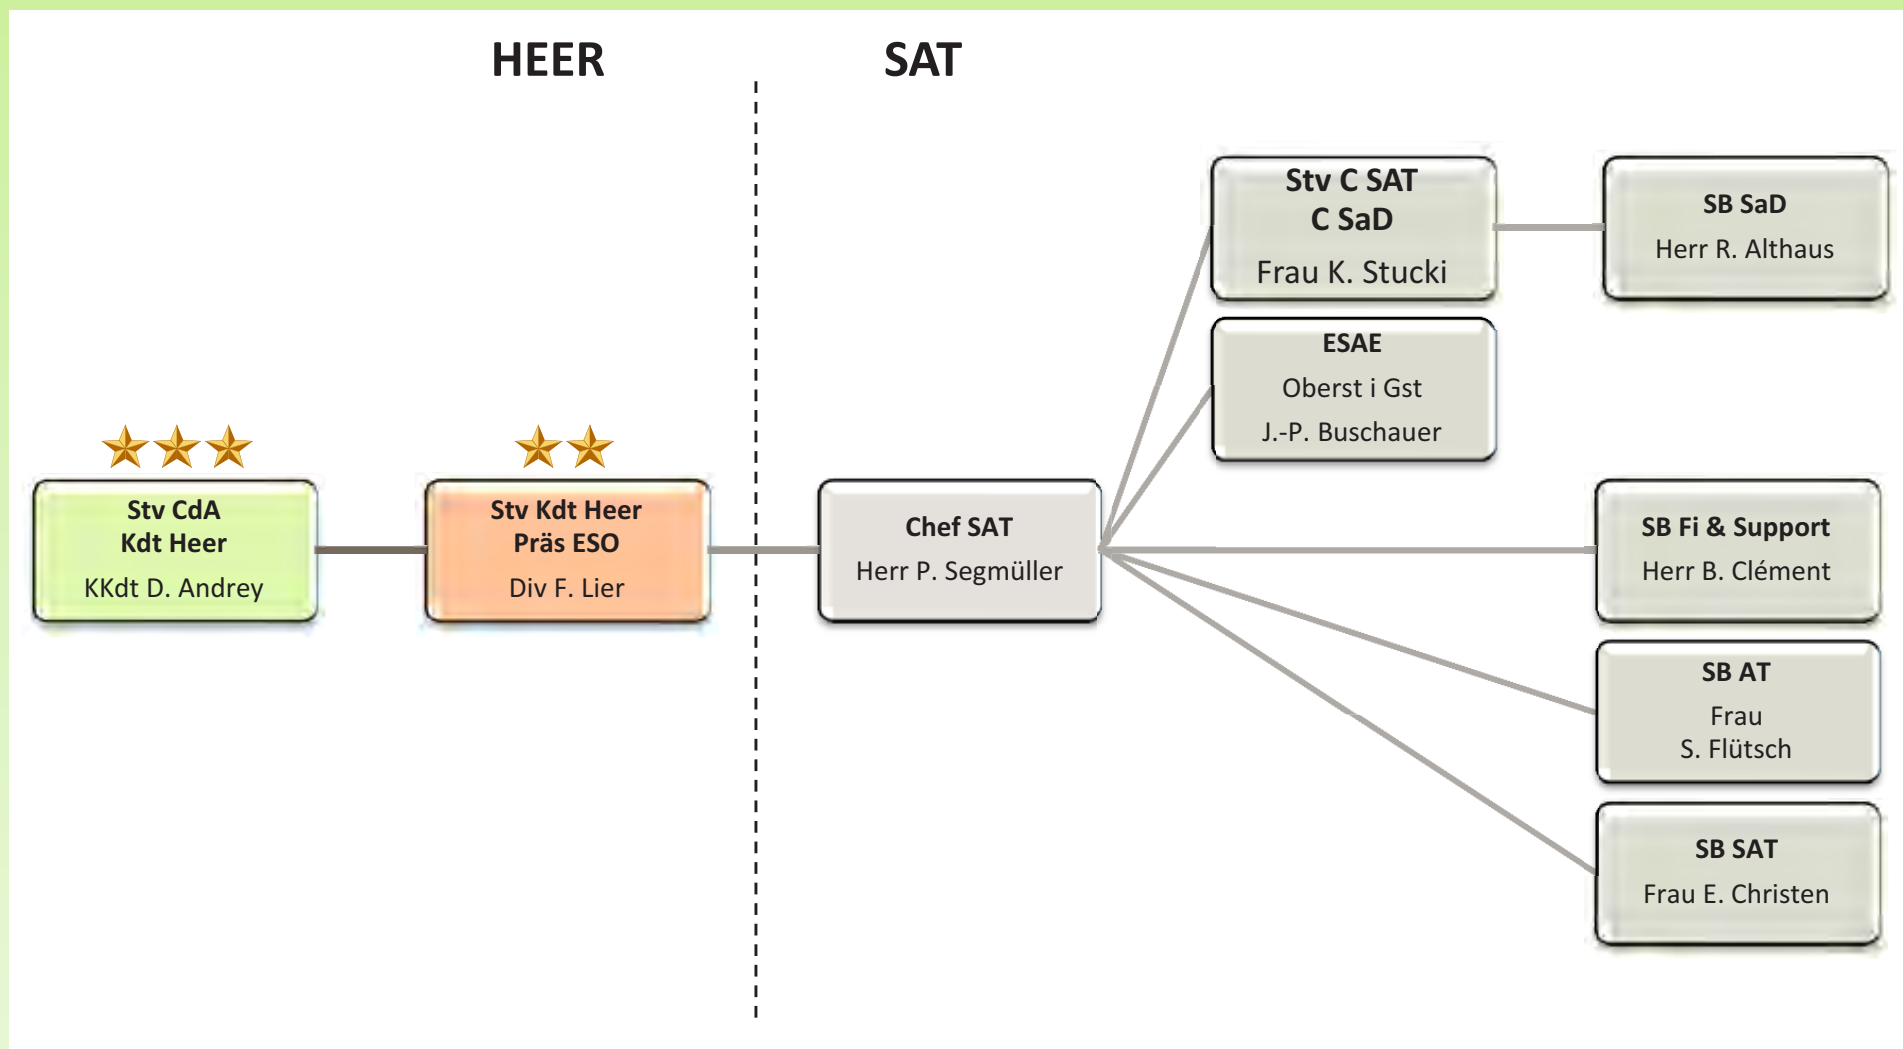 HEER
SAT
Stv CdA
Kdt Heer
KKdt D. Andrey
Stv Kdt Heer
Präs ESO
Div F. Lier
Chef SAT
Herr P. Segmüller
Stv C SAT
C SaD
Frau K. Stucki
SB SaD
Herr R. Althaus
ESAE
Oberst i Gst
J.-P. Buschauer
SB Fi & Support
Herr B. Clément
SB AT
Frau
S. Flütsch
SB SAT
Frau E. Christen